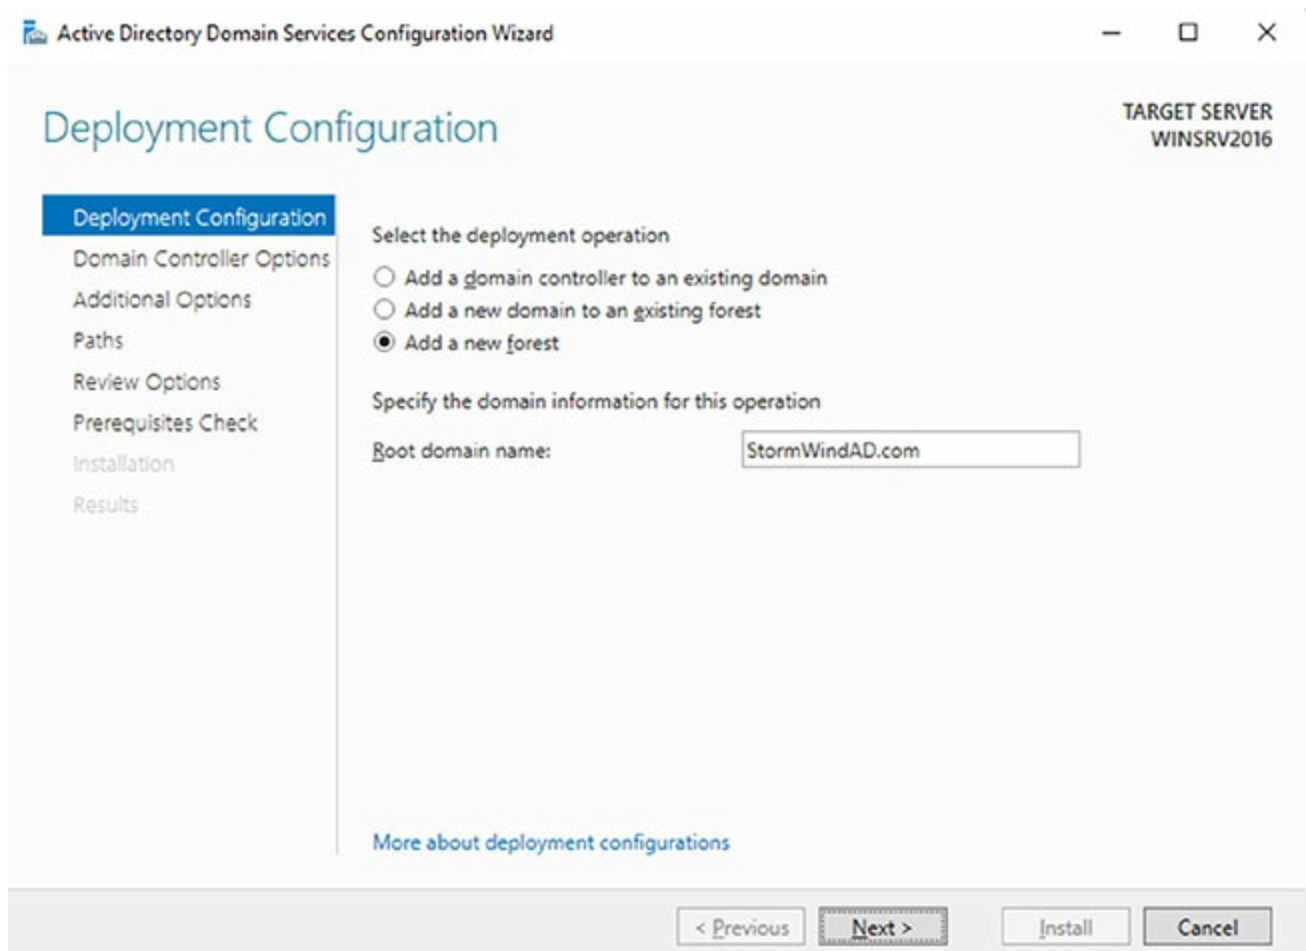 Active Directory Domain Services Configuration Wizard
Deployment Configuration
TARGET SERVER
WINSRV2016
Deployment Configuration
Domain Controller Options
Additional Options
Paths
Review Options
Prerequisites Check
Installation
Results
Select the deployment operation
Add a domain controller to an existing domain
Add a new domain to an existing forest
Add a new forest
Specify the domain information for this operation
Root domain name: StormWindAD.com
More about deployment configurations
< Previous Next > Install Cancel